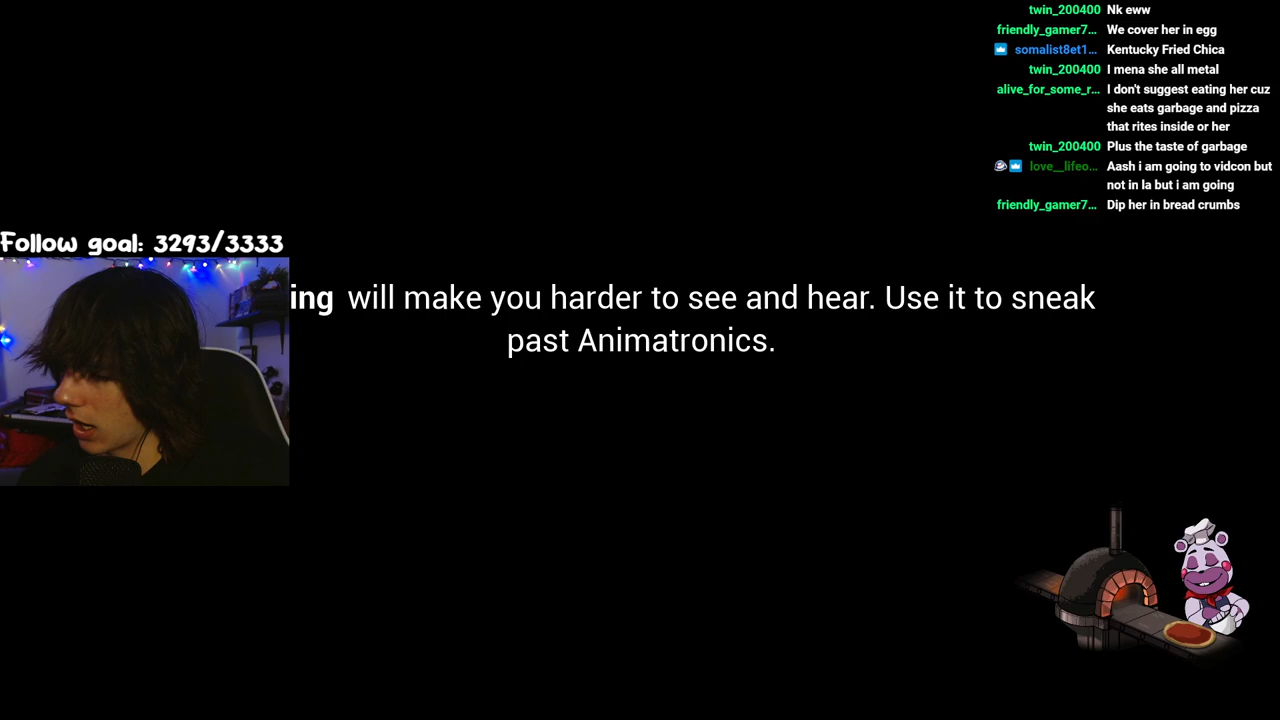 twin_200400 Nk eww
friendly_gamer7... We cover her in egg
somalist8et1... Kentucky Fried Chica
twin_200400 I mena she all metal
alive_for_some_r... I don't suggest eating her cuz
she eats garbage and pizza
that rites inside or her
twin_200400 Plus the taste of garbage
love__lifeo... Aash i am going to vidcon but
not in la but i am going
friendly_gamer7... Dip her in bread crumbs
Follow goal: 3293/3333
ing will make you harder to see and hear. Use it to sneak
past Animatronics.